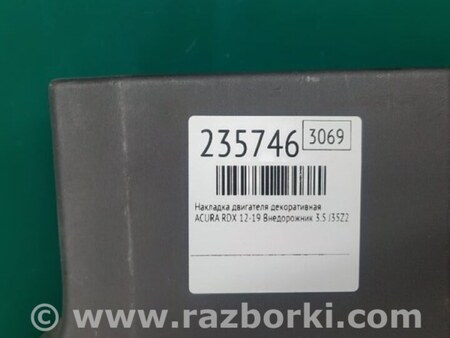 235746 3069
Накладка двигателя декоративная
ACURA RDX 12-19 Внедорожник 3.5 J35Z2
www.razborki.com